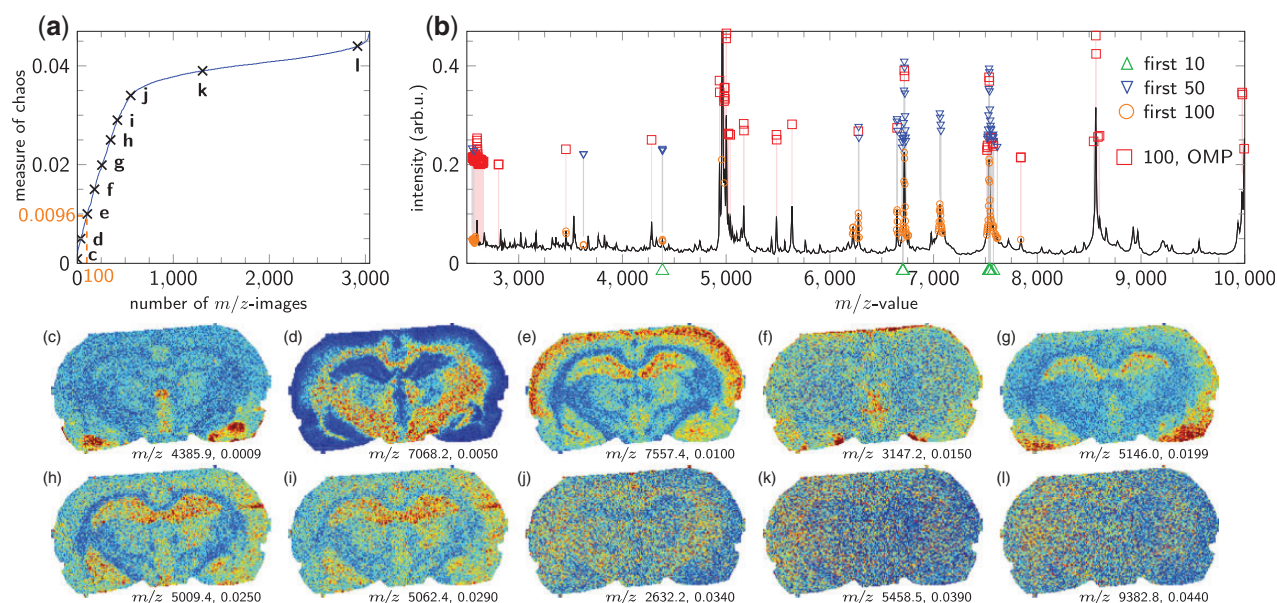 (a)
measure of chaos
0.04
0.02
0
0.0096
c
d
e
f
g
h
i
j
k
l
0
100
1,000
2,000
3,000
number of m/z-images
(b)
intensity (arb.u.)
0.4
0.2
0
3,000
4,000
5,000
6,000
7,000
8,000
9,000
10,000
m/z-value
first 10
first 50
first 100
100, OMP
(c)
m/z 4385.9, 0.0009
(d)
m/z 7068.2, 0.0050
(e)
m/z 7557.4, 0.0100
(f)
m/z 3147.2, 0.0150
(g)
m/z 5146.0, 0.0199
(h)
m/z 5009.4, 0.0250
(i)
m/z 5062.4, 0.0290
(j)
m/z 2632.2, 0.0340
(k)
m/z 5458.5, 0.0390
(l)
m/z 9382.8, 0.0440